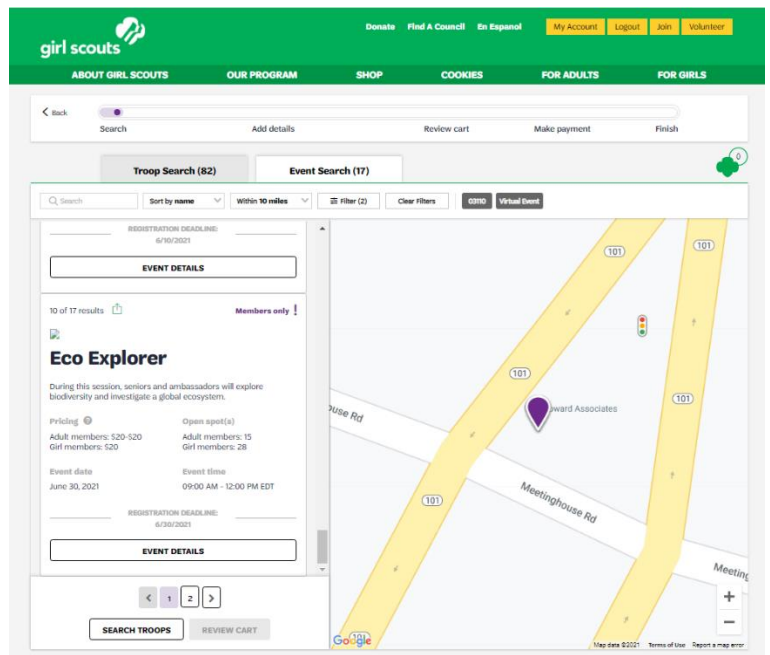 girl scouts
Donate Find A Council En Espanol My Account Logout Join Volunteer
ABOUT GIRL SCOUTS OUR PROGRAM SHOP COOKIES FOR ADULTS FOR GIRLS
Back
Search Add details Review cart Make payment Finish
Troop Search (82) Event Search (17)
0
Search Sort by name Within 10 miles Filter (2) Clear Filters 03110 Virtual Event
REGISTRATION DEADLINE:
6/10/2021
EVENT DETAILS
10 of 17 results Members only !
Eco Explorer
During this session, seniors and ambassadors will explore
biodiversity and investigate a global ecosystem.
Pricing Open spot(s)
Adult members: $20-$20 Adult members: 15
Girl members: $20 Girl members: 28
Event date Event time
June 30, 2021 09:00 AM - 12:00 PM EDT
REGISTRATION DEADLINE:
6/30/2021
EVENT DETAILS
1 2
SEARCH TROOPS REVIEW CART
101
101
101
ward Associates
101
ouse Rd
101
Meetinghouse Rd
Meeting
+
−
101
Google
Map data ©2021 Terms of Use Report a map error